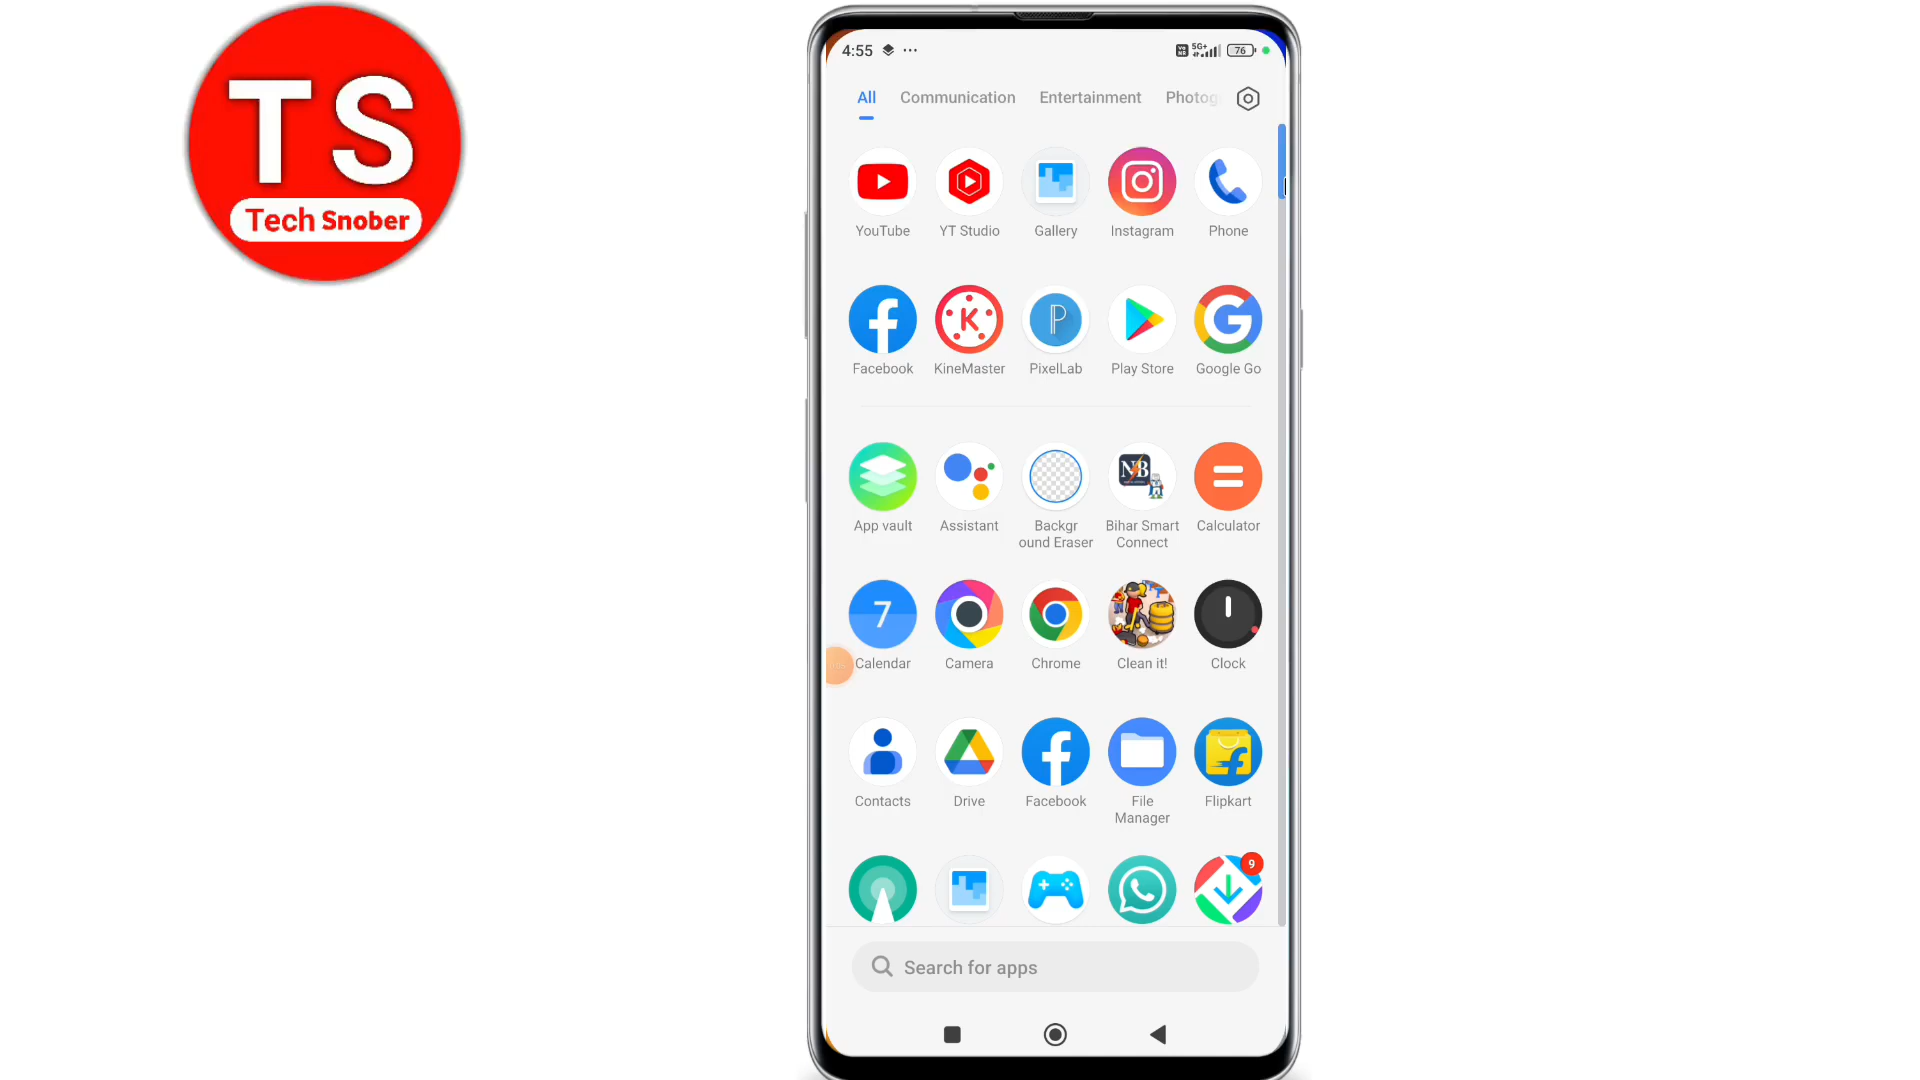 TS
Tech Snober
4:55
5G+
76
All
Communication
Entertainment
Photog
YouTube
YT Studio
Gallery
Instagram
Phone
Facebook
KineMaster
PixelLab
Play Store
Google Go
App vault
Assistant
Backgr
ound Eraser
NB
Bihar Smart
Connect
Calculator
7
Calendar
Camera
Chrome
Clean it!
Clock
Contacts
Drive
Facebook
File
Manager
Flipkart
9
Search for apps